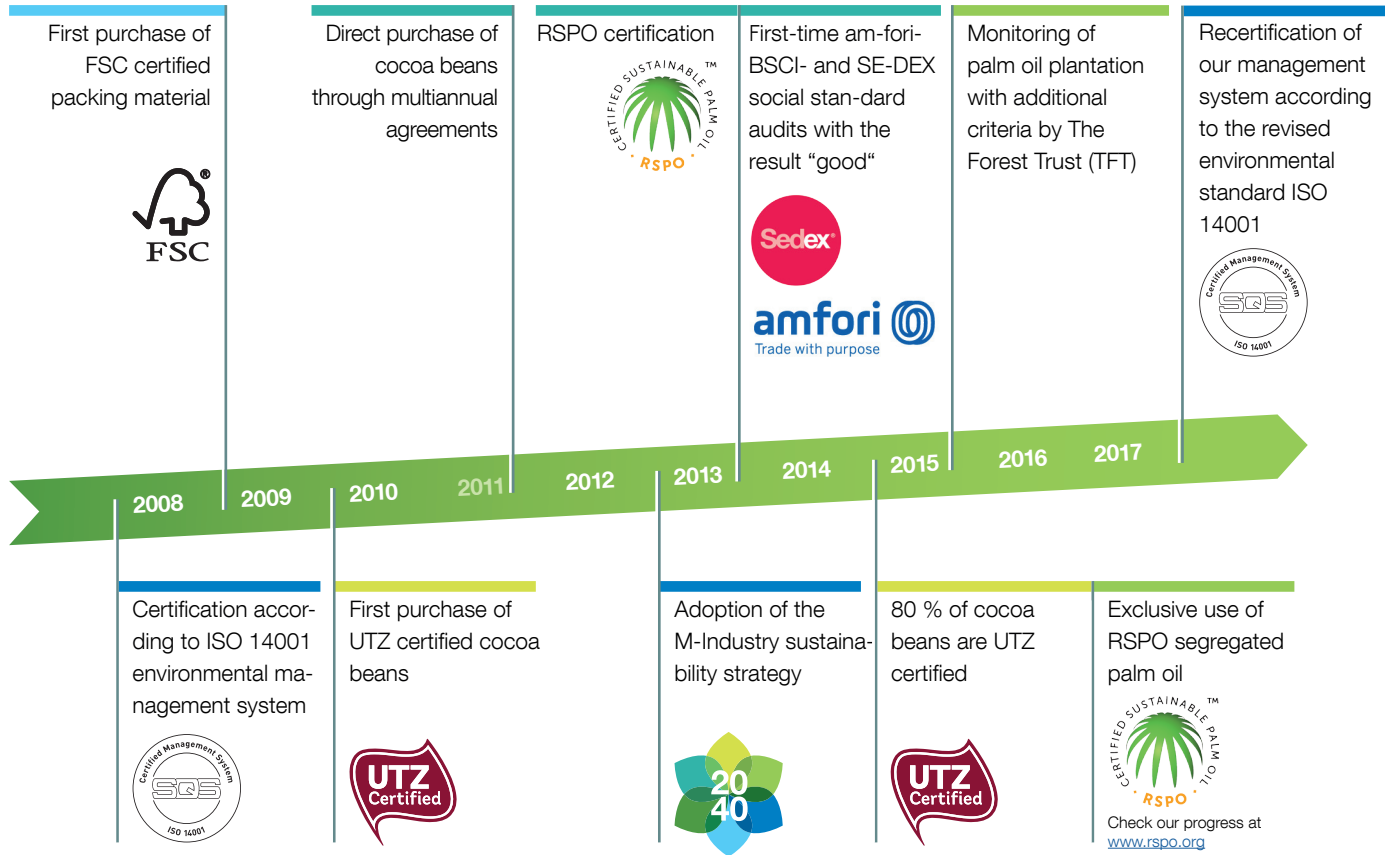 First purchase of
FSC certified
packing material
®
FSC
Direct purchase of
cocoa beans
through multiannual
agreements
RSPO certification
CERTIFIED SUSTAINABLE PALM OIL ™
· RSPO ·
First-time am-fori-
BSCI- and SE-DEX
social stan-dard
audits with the
result “good“
Sedex®
amfori
Trade with purpose
Monitoring of
palm oil plantation
with additional
criteria by The
Forest Trust (TFT)
Recertification of
our management
system according
to the revised
environmental
standard ISO
14001
Certified Management System
SQS
ISO 14001
2008
2009
2010
2011
2012
2013
2014
2015
2016
2017
Certification accor-
ding to ISO 14001
environmental ma-
nagement system
Certified Management System
SQS
ISO 14001
First purchase of
UTZ certified cocoa
beans
UTZ
Certified
Adoption of the
M-Industry sustaina-
bility strategy
20
40
80 % of cocoa
beans are UTZ
certified
UTZ
Certified
Exclusive use of
RSPO segregated
palm oil
CERTIFIED SUSTAINABLE PALM OIL ™
· RSPO ·
Check our progress at
www.rspo.org